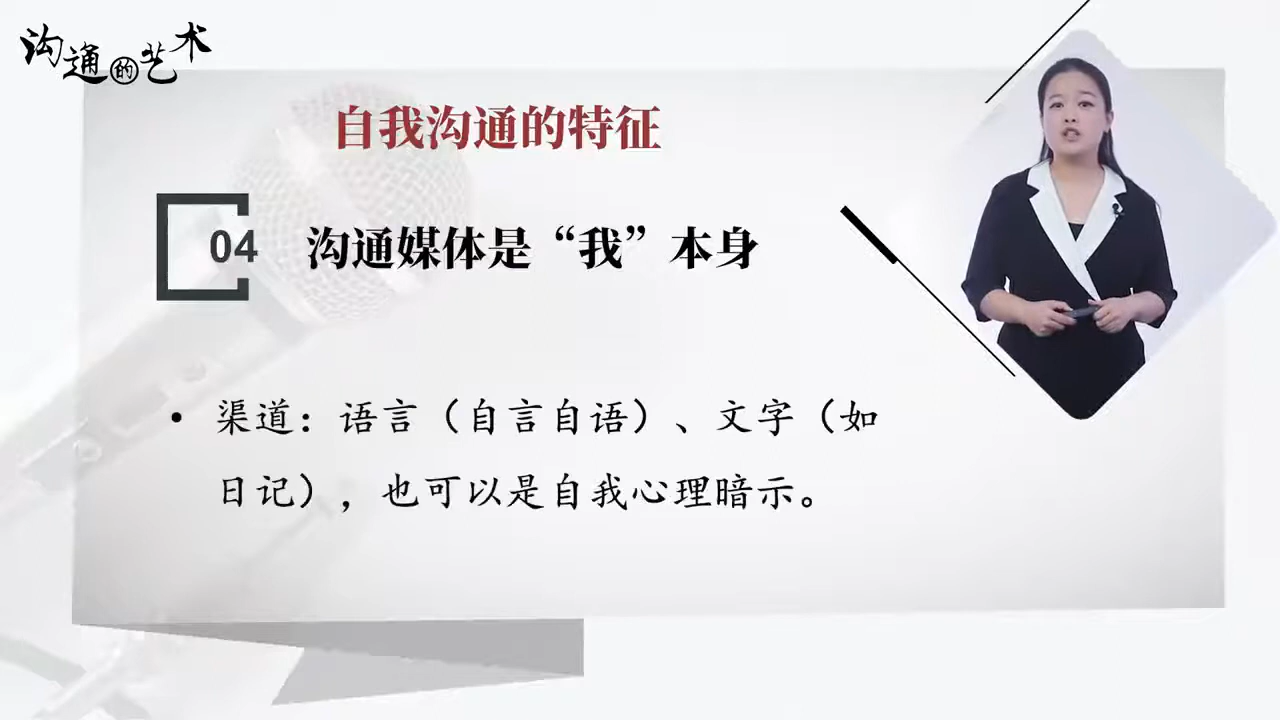 沟通的艺术
自我沟通的特征
04
沟通媒体是“我”本身
• 渠道：语言（自言自语）、文字（如
日记），也可以是自我心理暗示。